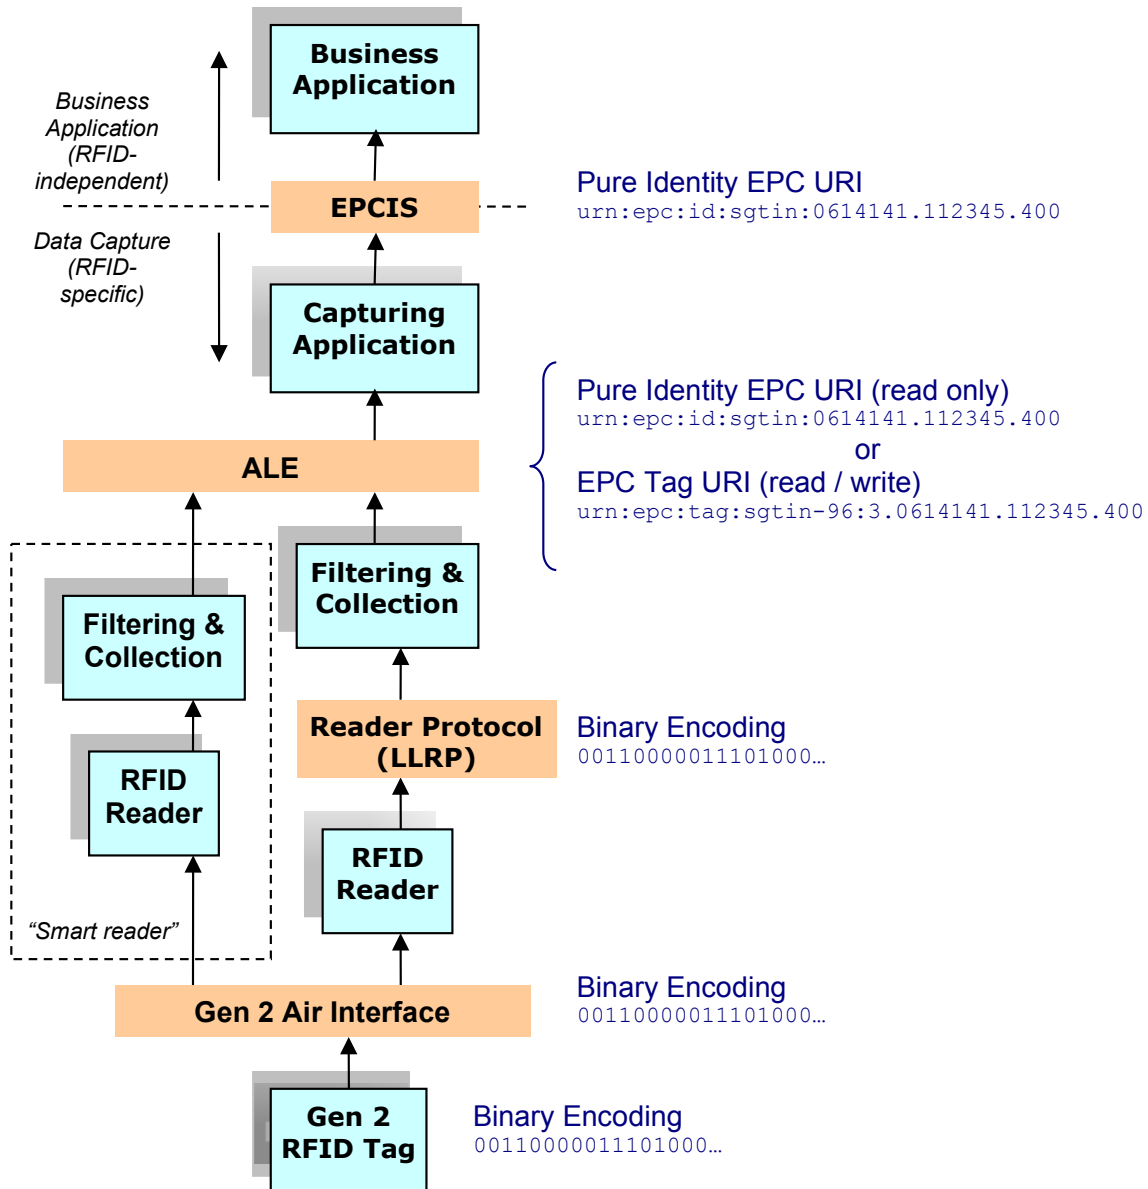 Business
Application
Business
Application
(RFID-
independent)
EPCIS
Pure Identity EPC URI
urn:epc:id:sgtin:0614141.112345.400
Data Capture
(RFID-
specific)
Capturing
Application
Pure Identity EPC URI (read only)
urn:epc:id:sgtin:0614141.112345.400
or
EPC Tag URI (read / write)
urn:epc:tag:sgtin-96:3.0614141.112345.400
ALE
Filtering &
Collection
Filtering &
Collection
Reader Protocol
(LLRP)
Binary Encoding
00110000011101000…
RFID
Reader
RFID
Reader
“Smart reader”
Gen 2 Air Interface
Binary Encoding
00110000011101000…
Gen 2
RFID Tag
Binary Encoding
00110000011101000…